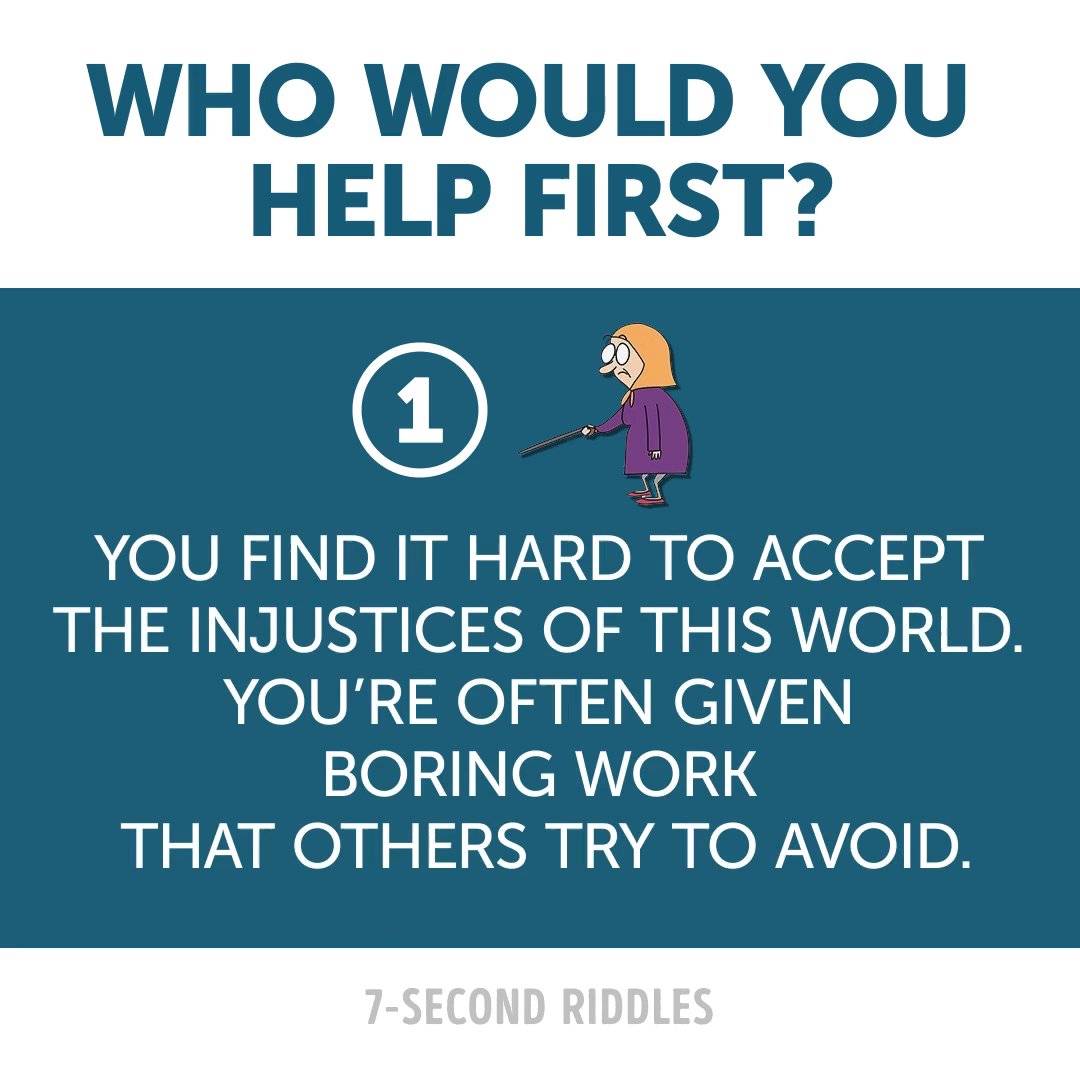 WHO WOULD YOU
HELP FIRST?
1
YOU FIND IT HARD TO ACCEPT
THE INJUSTICES OF THIS WORLD.
YOU’RE OFTEN GIVEN
BORING WORK
THAT OTHERS TRY TO AVOID.
7-SECOND RIDDLES